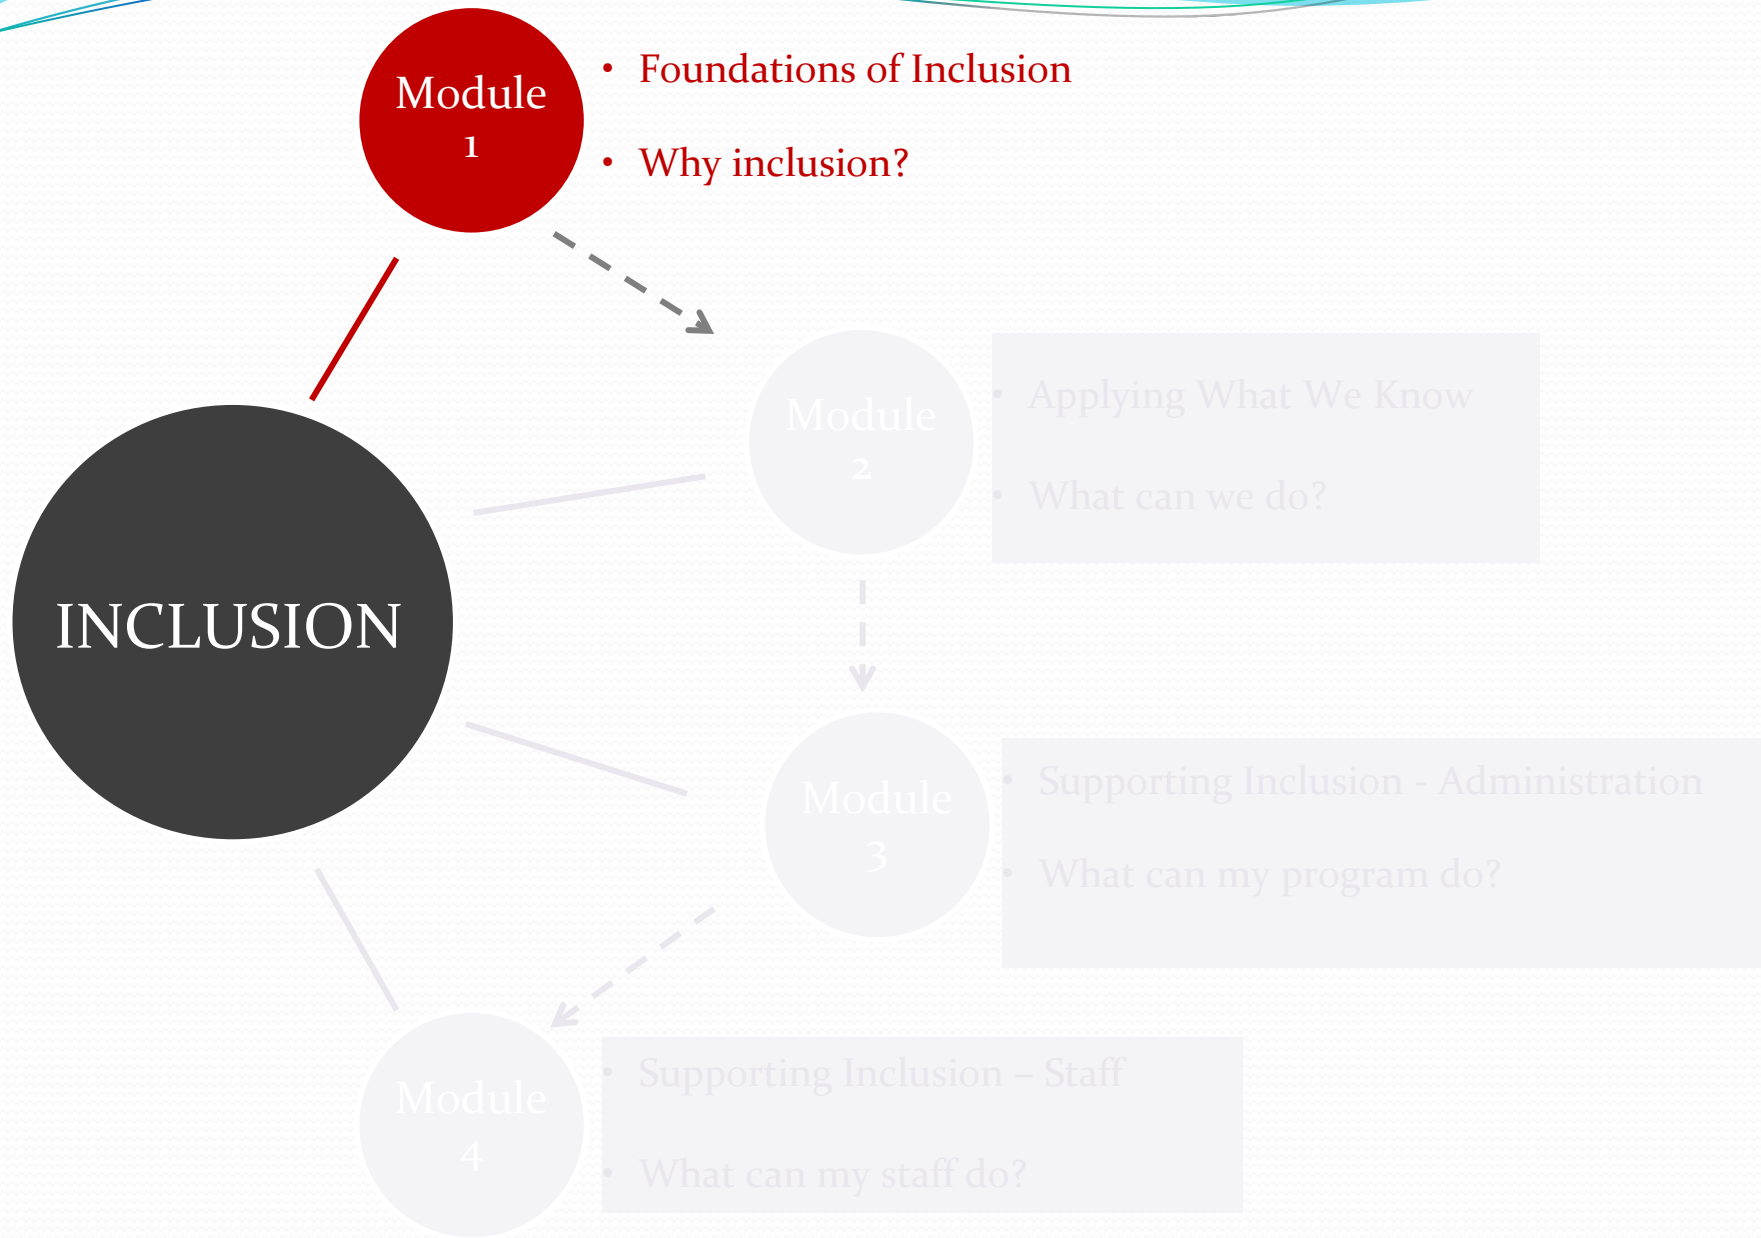 Module
1
• Foundations of Inclusion
• Why inclusion?
INCLUSION
Module
2
• Applying What We Know
• What can we do?
Module
3
• Supporting Inclusion - Administration
• What can my program do?
Module
4
• Supporting Inclusion – Staff
• What can my staff do?